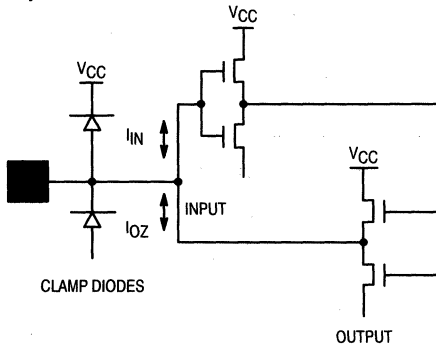 VCC
VCC
IIN
VCC
INPUT
IOZ
CLAMP DIODES
OUTPUT